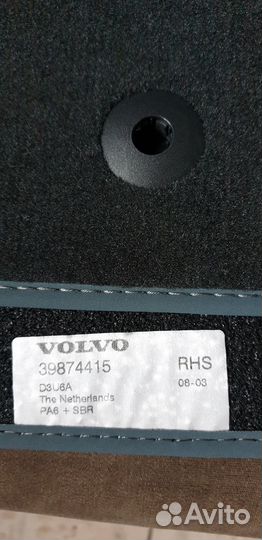 VOLVO
39874415 RHS
D3U6A 08-03
The Netherlands
PA6 + SBR
Avito